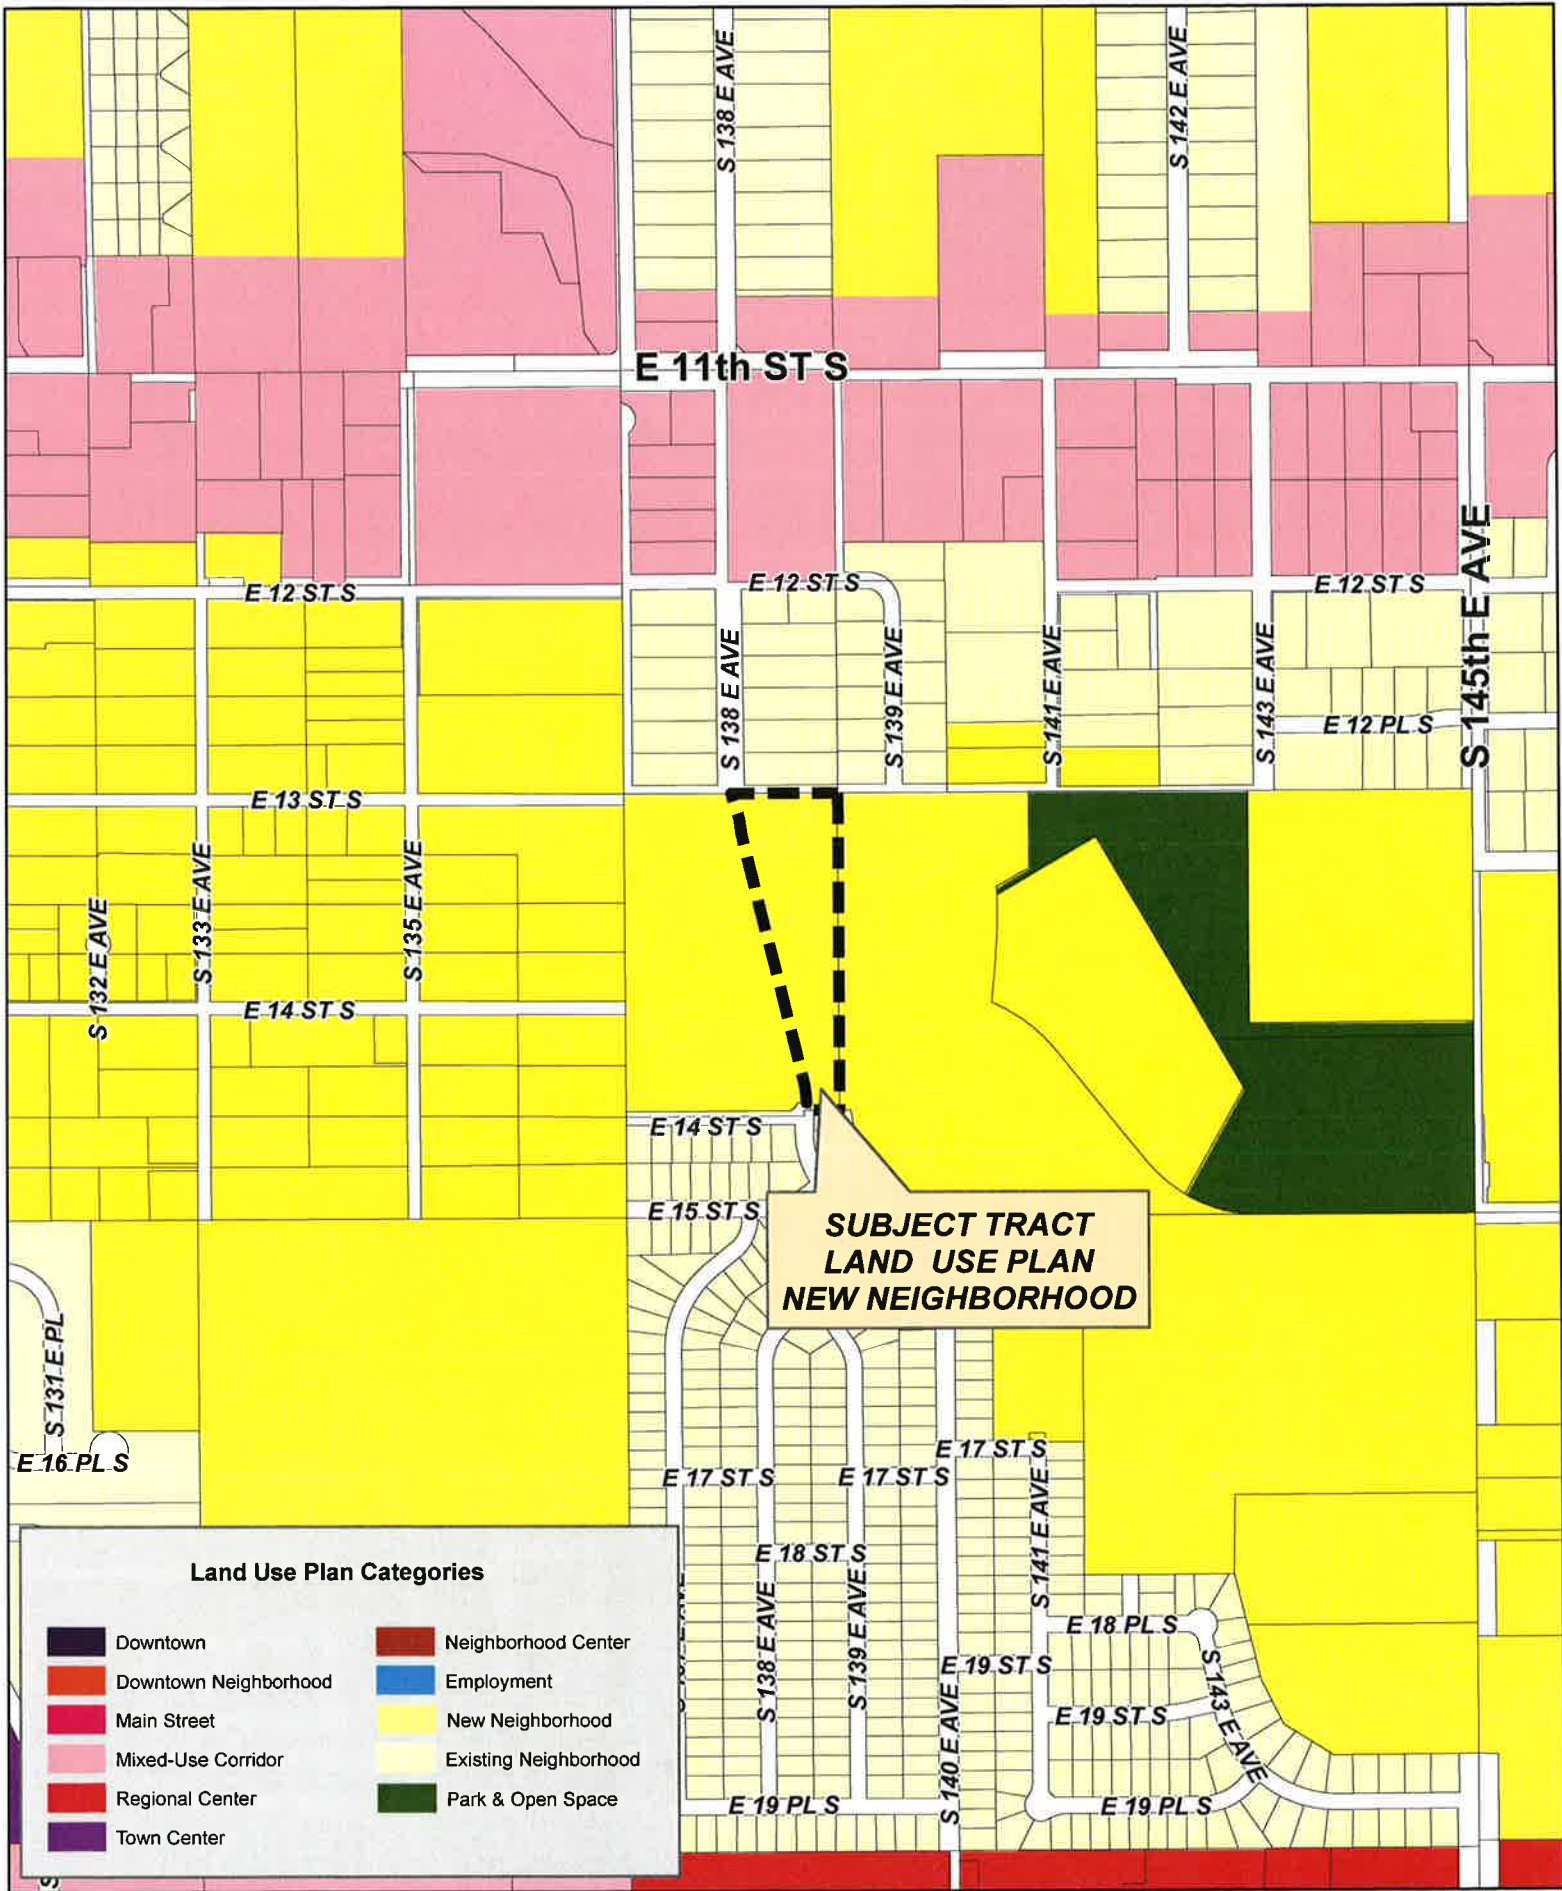 S 138 E AVE
S 142 E AVE
E 11th ST S
E 12 ST S
E 12 ST S
E 12 ST S
S 145th E AVE
S 138 E AVE
S 139 E AVE
S 141 E AVE
S 143 E AVE
E 12 PL S
E 13 ST S
S 132 E AVE
S 133 E AVE
S 135 E AVE
E 14 ST S
E 14 ST S
E 15 ST S
SUBJECT TRACT
LAND USE PLAN
NEW NEIGHBORHOOD
S 131 E PL
E 16 PL S
E 17 ST S
E 17 ST S
E 17 ST S
S 141 E AVE
E 18 ST S
S 138 E AVE
S 139 E AVE
S 140 E AVE
E 18 PL S
E 19 ST S
S 143 E AVE
E 19 ST S
E 19 PL S
E 19 PL S
Land Use Plan Categories
Downtown
Downtown Neighborhood
Main Street
Mixed-Use Corridor
Regional Center
Town Center
Neighborhood Center
Employment
New Neighborhood
Existing Neighborhood
Park & Open Space
S